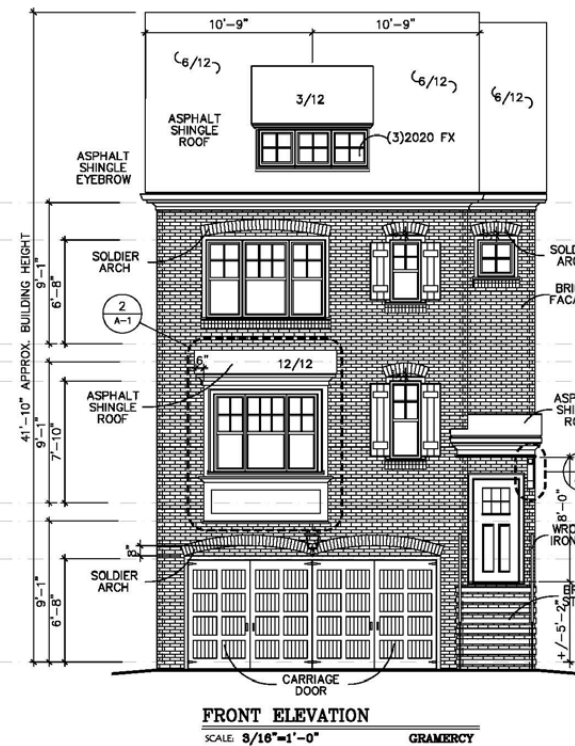 10'-9" 10'-9"
6/12 6/12 6/12
3/12
ASPHALT
SHINGLE
ROOF
(3)2020 FX
ASPHALT
SHINGLE
EYEBROW
SOLDIER
ARCH
9'-1"
6'-8"
2
A-1
41'-10" APPROX. BUILDING HEIGHT
6"
12/12
ASPHALT
SHINGLE
ROOF
9'-1"
7'-10"
8'-0"
8"
SOLDIER
ARCH
9'-1"
6'-8"
+/-5'-2"
CARRIAGE
DOOR
FRONT ELEVATION
SCALE: 3/16"=1'-0" GRAMERCY